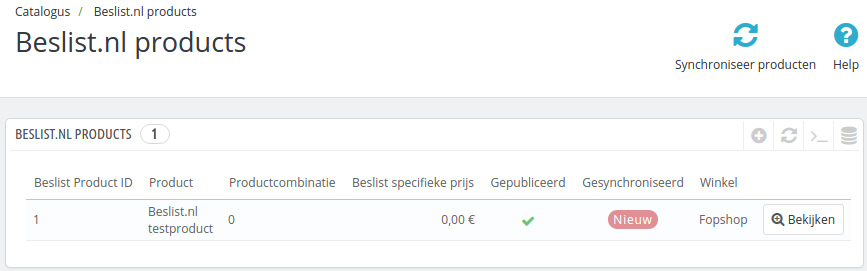 Catalogus / Beslist.nl products
Beslist.nl products
Synchroniseer producten Help
BESLIST.NL PRODUCTS 1
Beslist Product ID Product Productcombinatie Beslist specifieke prijs Gepubliceerd Gesynchroniseerd Winkel
1 Beslist.nl testproduct 0 0,00 € Nieuw Fopshop Bekijken